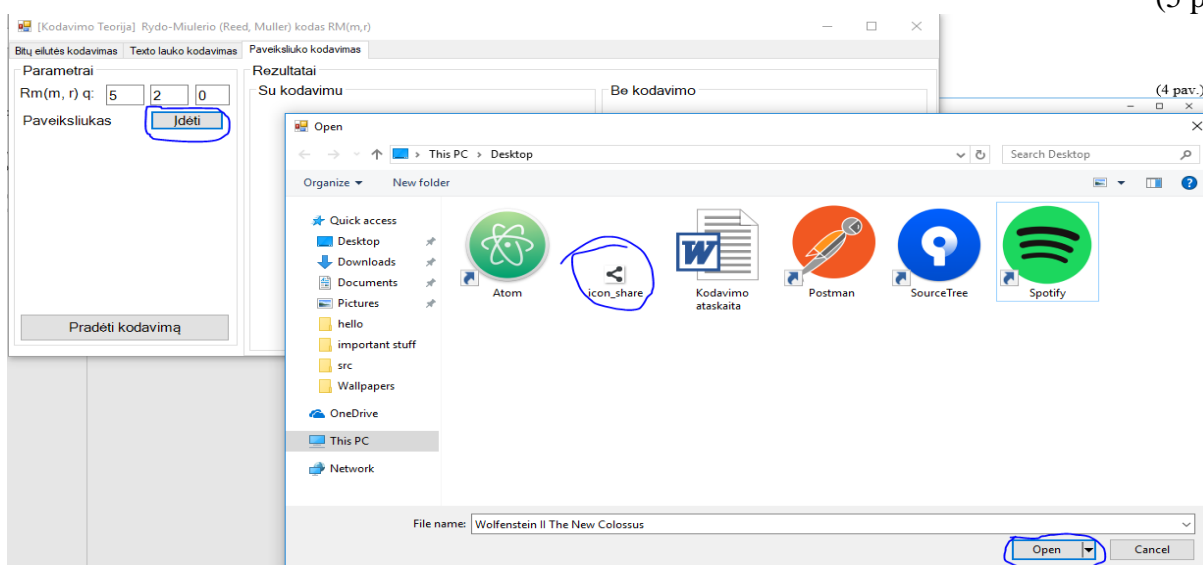 (5 p
[Kodavimo Teorija] Rydo-Miulerio (Reed, Muller) kodas RM(m,r)
Bitų eilutės kodavimas Texto lauko kodavimas Paveiksliuko kodavimas
Parametrai
Rm(m, r) q: 5 2 0
Paveiksliukas Įdėti
Pradėti kodavimą
Rezultatai
Su kodavimu
Be kodavimo
(4 pav.)
Open
This PC > Desktop
Search Desktop
Organize New folder
Quick access
Desktop
Downloads
Documents
Pictures
hello
important stuff
src
Wallpapers
OneDrive
This PC
Network
Atom
icon_share
Kodavimo
ataskaita
Postman
SourceTree
Spotify
File name: Wolfenstein II The New Colossus
Open Cancel